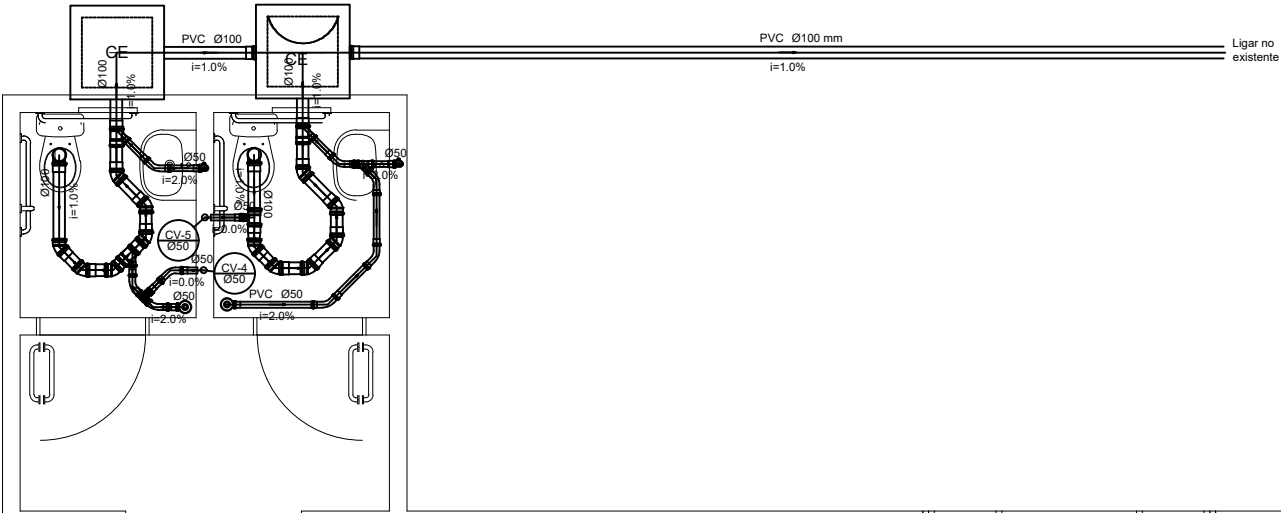 PVC Ø100
i=1.0%
PVC Ø100 mm
i=1.0%
Ligar no
existente
CE
Ø100
i=1.0%
CE
Ø100
i=1.0%
Ø50
i=2.0%
Ø100
i=1.0%
Ø50
i=2.0%
i=1.0%
Ø100
Ø50
i=0.0%
CV-5
Ø50
Ø50
i=0.0%
CV-4
Ø50
Ø50
i=2.0%
PVC Ø50
i=2.0%